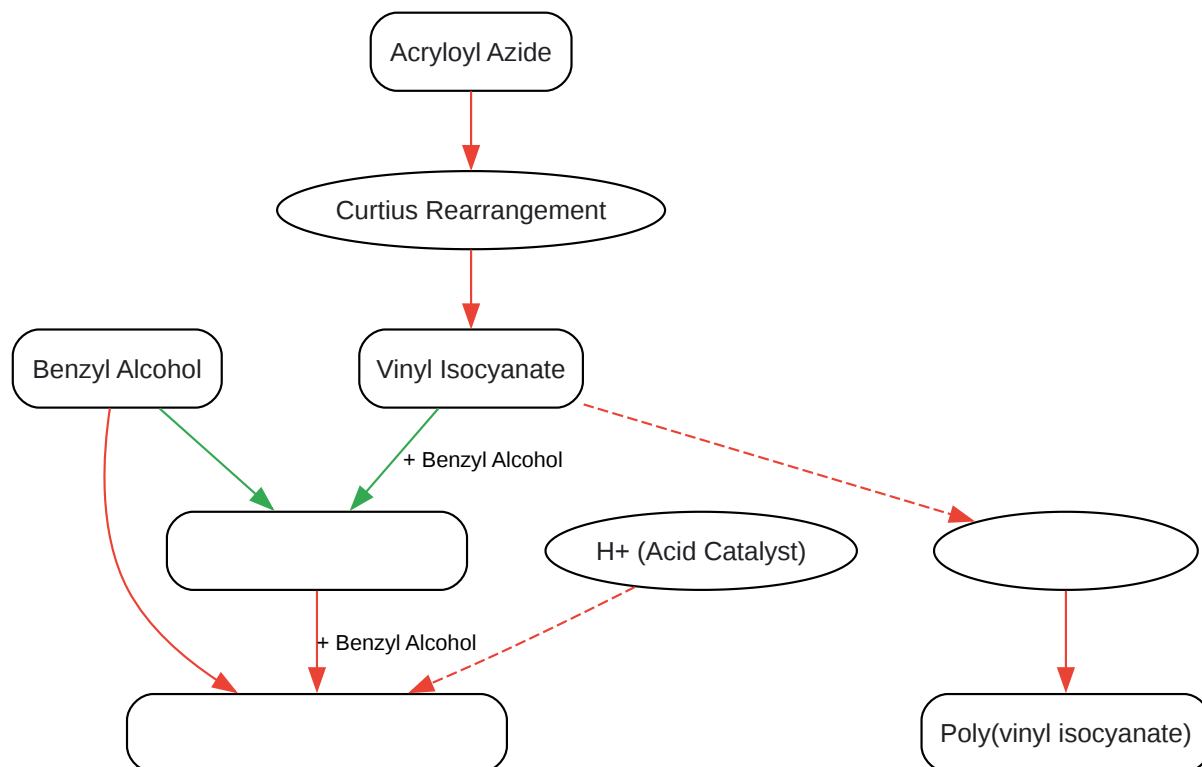 Acryloyl Azide
Curtius Rearrangement
Benzyl Alcohol
Vinyl Isocyanate
+ Benzyl Alcohol
H+ (Acid Catalyst)
+ Benzyl Alcohol
Poly(vinyl isocyanate)